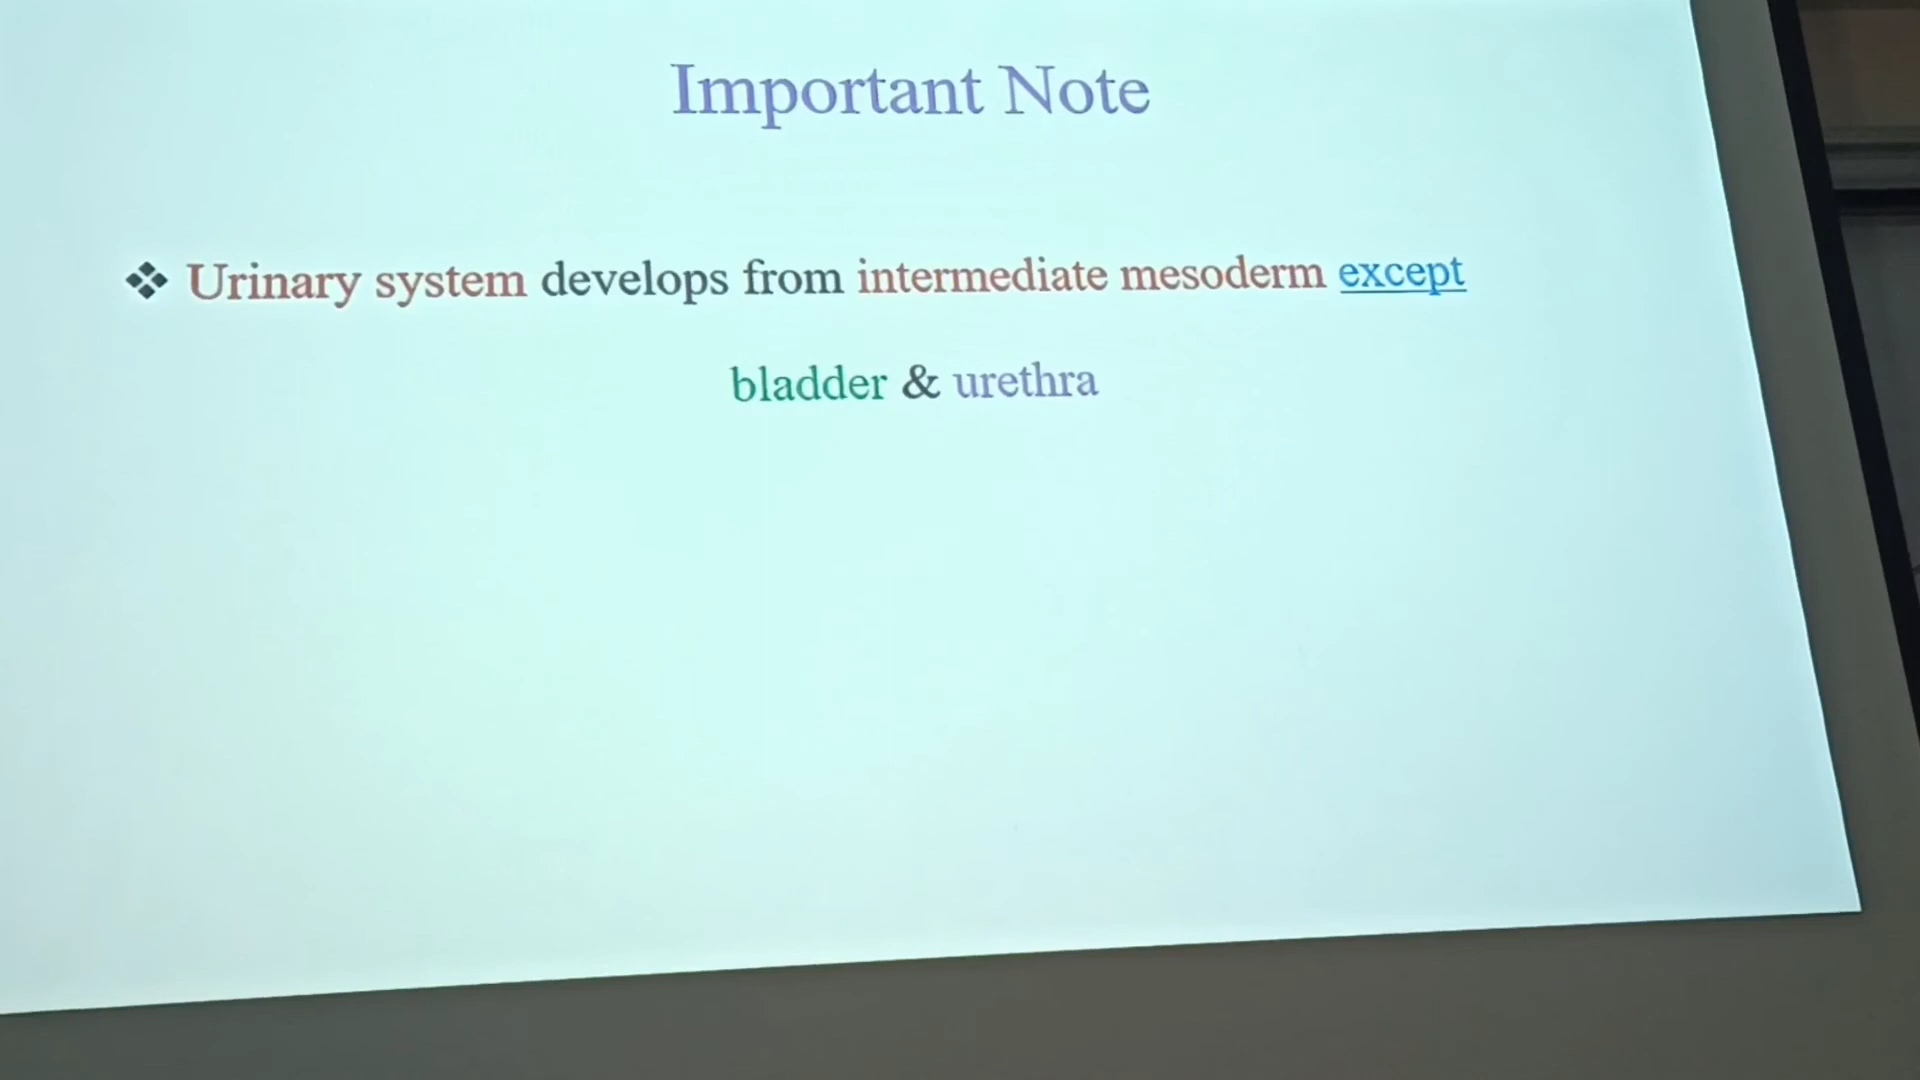 Important Note
❖ Urinary system develops from intermediate mesoderm except
bladder & urethra